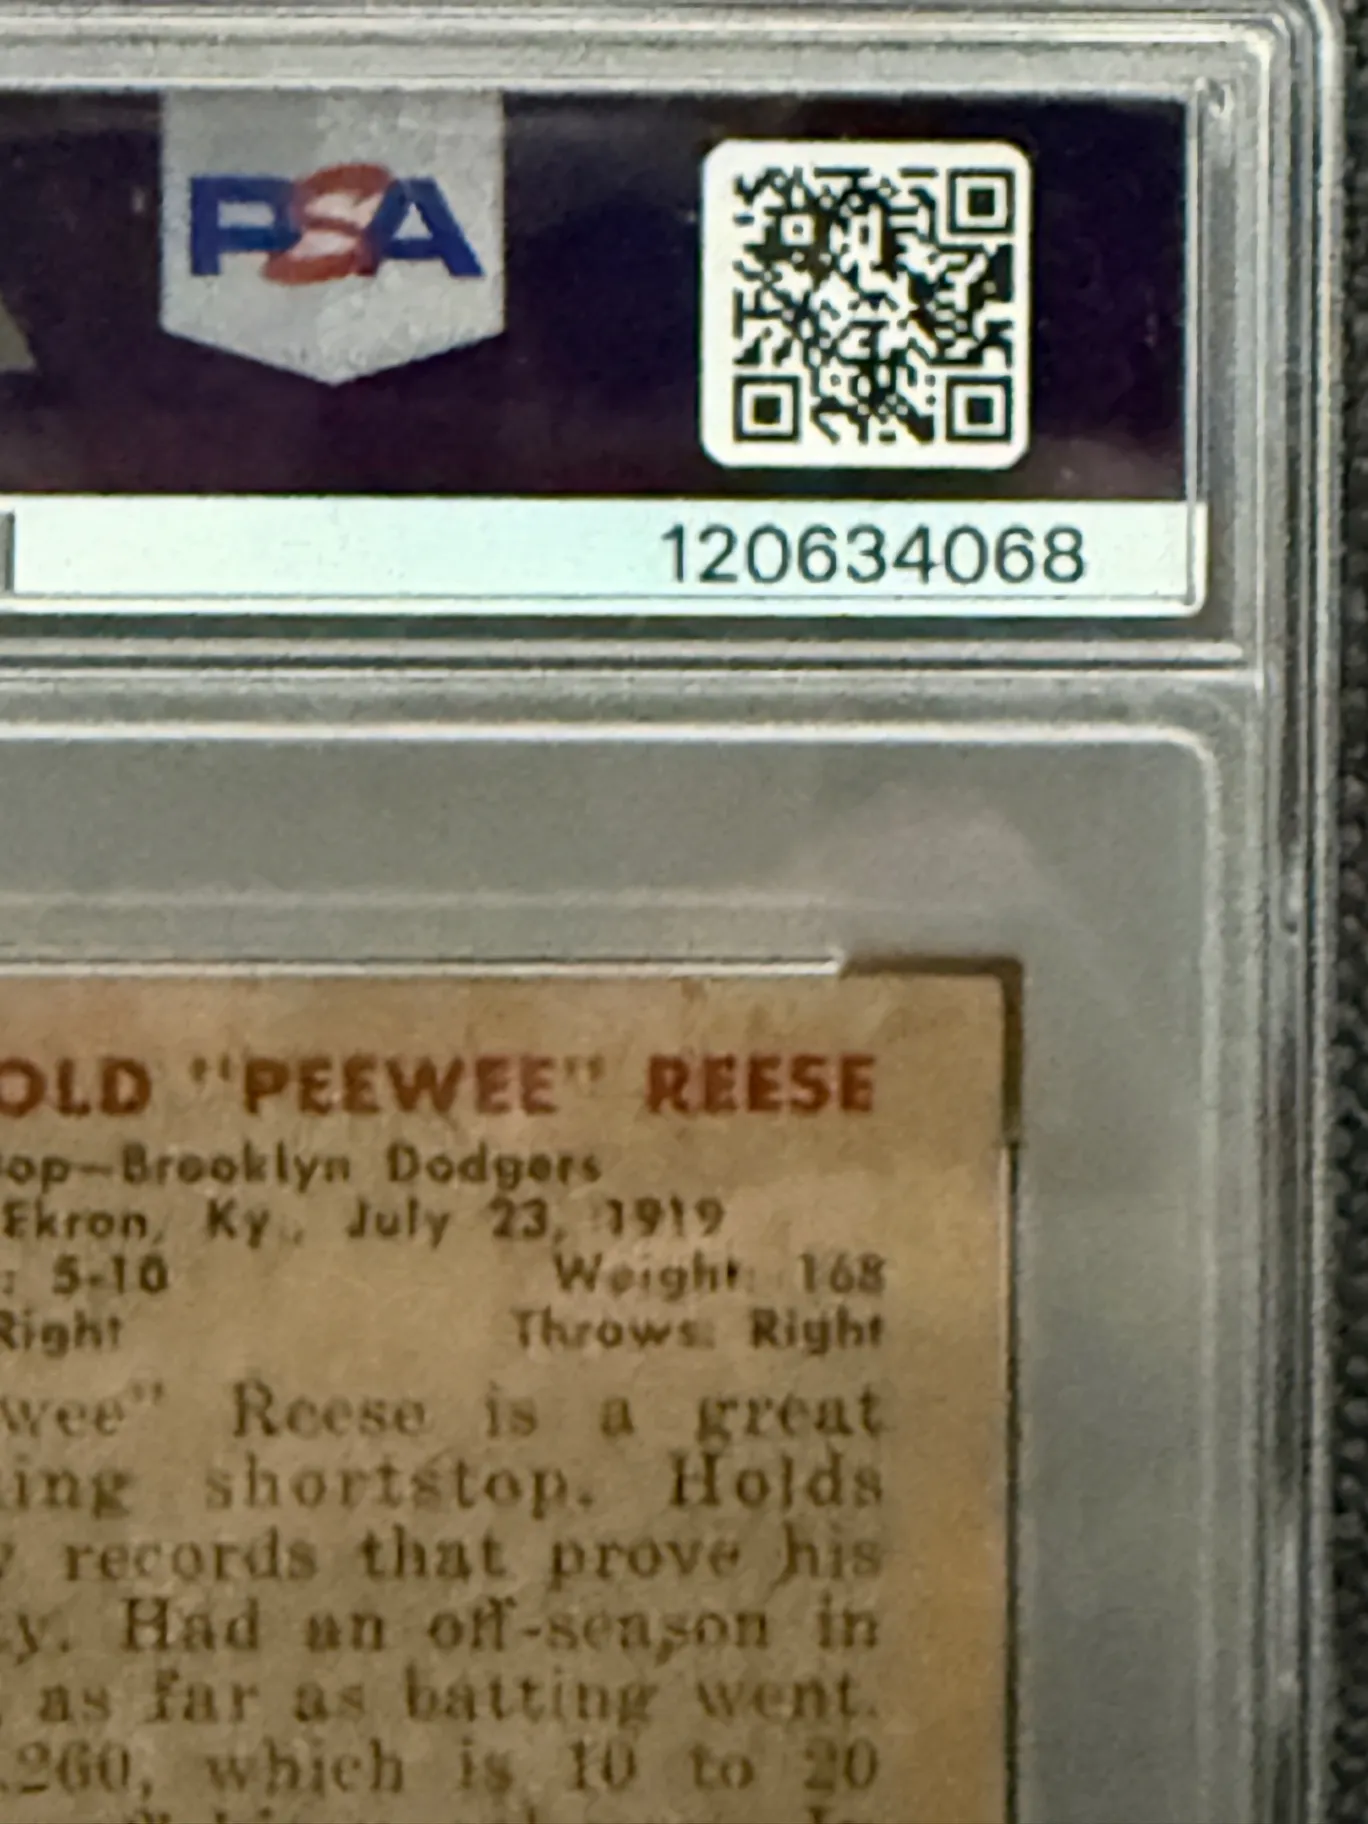 PSA
120634068
OLD "PEEWEE" REESE
op—Brooklyn Dodgers
Ekron, Ky., July 23, 1919
: 5-10 Weight: 168
Right Throws: Right
wee" Reese is a great
ing shortstop. Holds
y records that prove his
y. Had an off-season in
, as far as batting went.
.260, which is 10 to 20